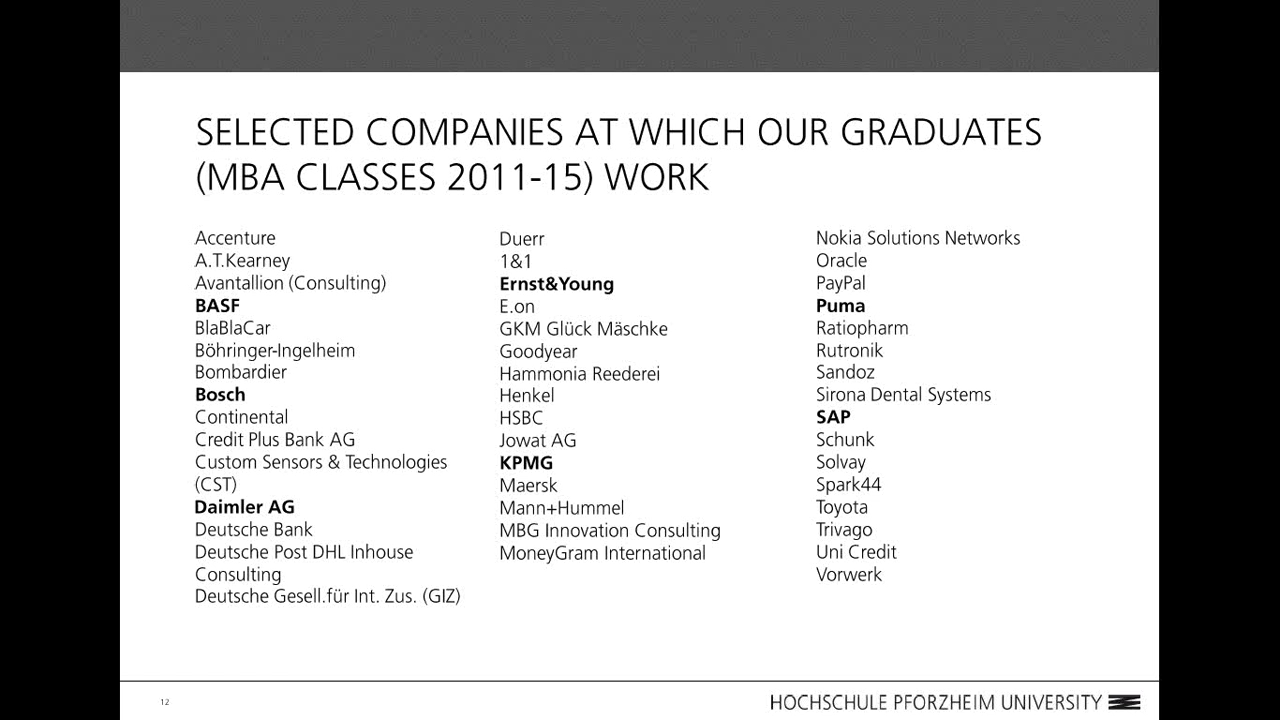 SELECTED COMPANIES AT WHICH OUR GRADUATES
(MBA CLASSES 2011-15) WORK
Accenture
A.T.Kearney
Avantallion (Consulting)
BASF
BlaBlaCar
Böhringer-Ingelheim
Bombardier
Bosch
Continental
Credit Plus Bank AG
Custom Sensors & Technologies
(CST)
Daimler AG
Deutsche Bank
Deutsche Post DHL Inhouse
Consulting
Deutsche Gesell.für Int. Zus. (GIZ)
Duerr
1&1
Ernst&Young
E.on
GKM Glück Mäschke
Goodyear
Hammonia Reederei
Henkel
HSBC
Jowat AG
KPMG
Maersk
Mann+Hummel
MBG Innovation Consulting
MoneyGram International
Nokia Solutions Networks
Oracle
PayPal
Puma
Ratiopharm
Rutronik
Sandoz
Sirona Dental Systems
SAP
Schunk
Solvay
Spark44
Toyota
Trivago
Uni Credit
Vorwerk
12
HOCHSCHULE PFORZHEIM UNIVERSITY